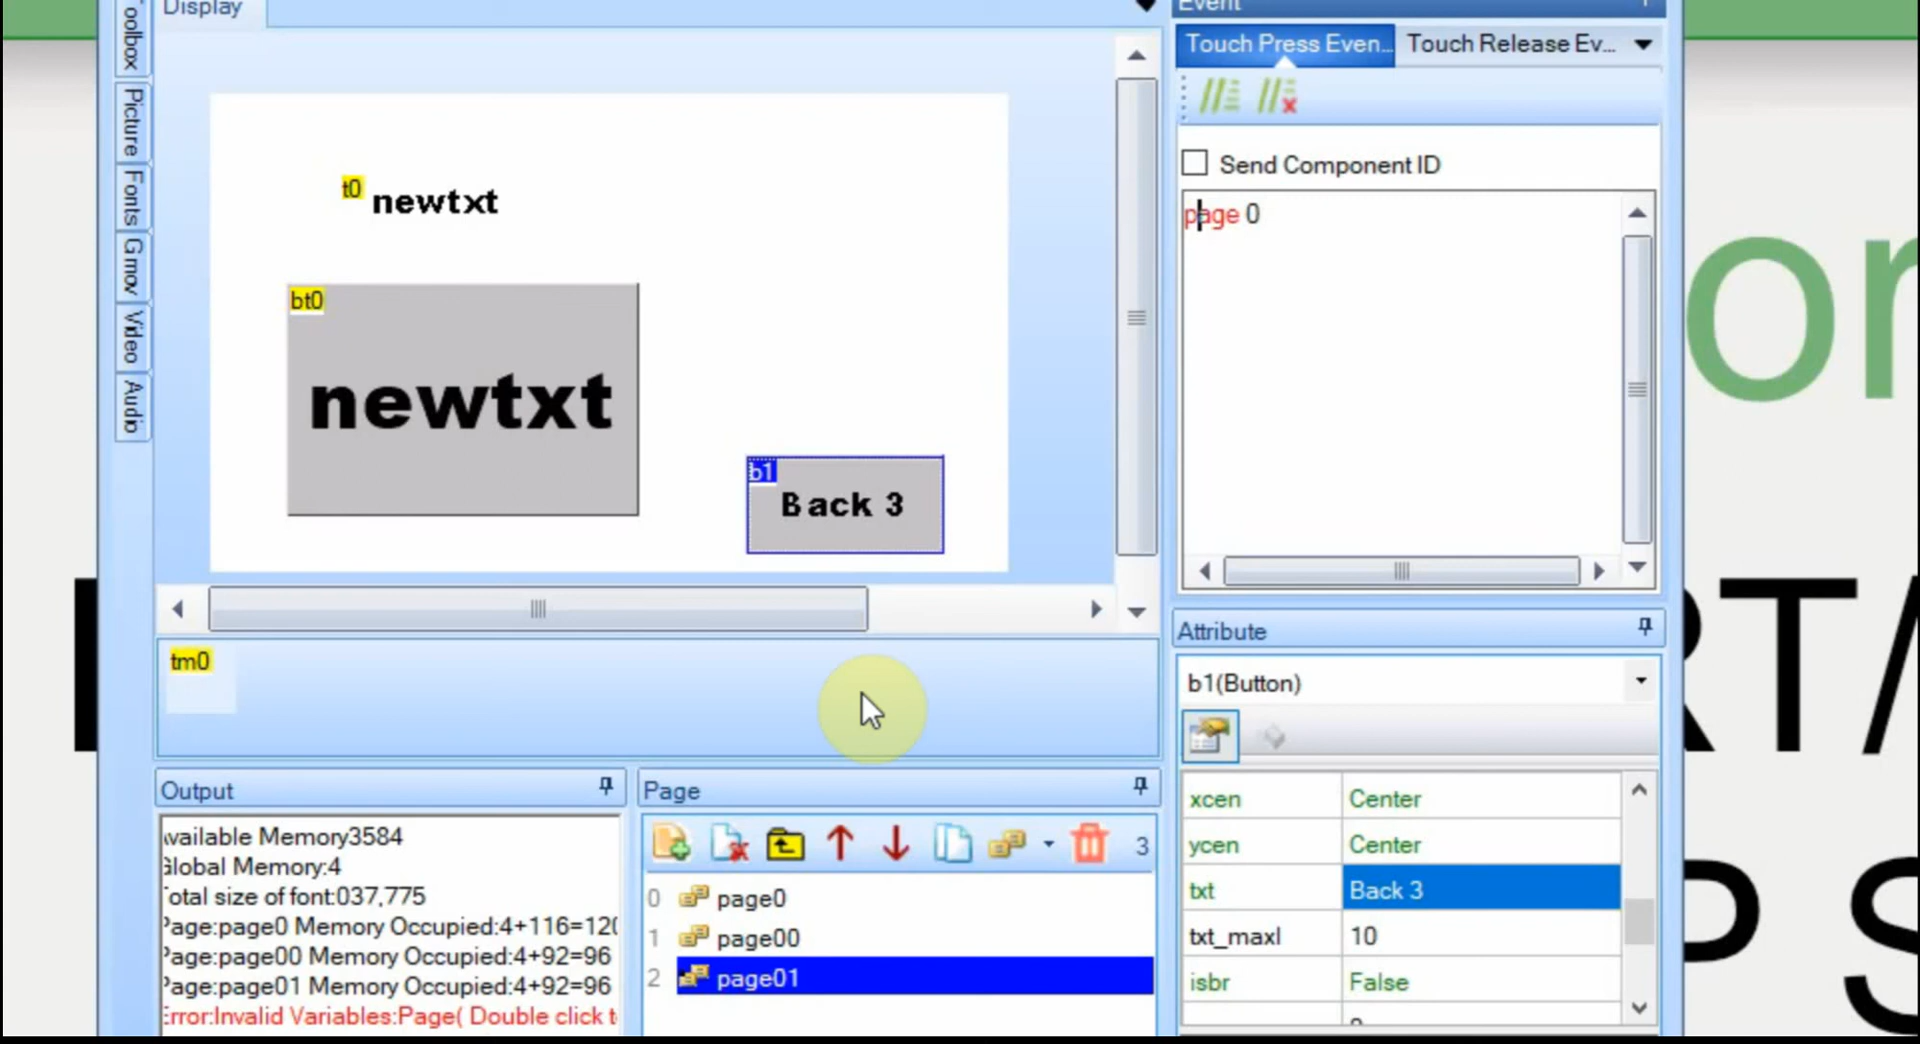 Display
Event
oolbox
Picture
Fonts
Gmov
Video
Audio
Touch Press Even...
Touch Release Ev...
Send Component ID
page 0
t0
newtxt
bt0
newtxt
b1
Back 3
tm0
Attribute
b1(Button)
xcen Center
ycen Center
txt Back 3
txt_maxl 10
isbr False
Output
vailable Memory3584
Global Memory:4
otal size of font:037,775
Page:page0 Memory Occupied:4+116=120
Page:page00 Memory Occupied:4+92=96
Page:page01 Memory Occupied:4+92=96
Error:Invalid Variables:Page( Double click t
Page
3
0 page0
1 page00
2 page01
or
RT/
P S